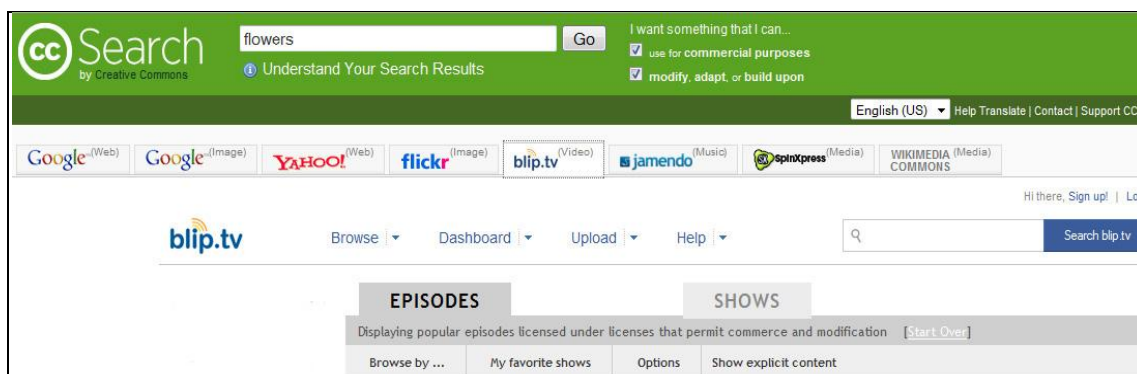 cc Search
by Creative Commons
flowers
Go
Understand Your Search Results
I want something that I can...
use for commercial purposes
modify, adapt, or build upon
English (US) Help Translate | Contact | Support CC
Google (Web) Google (Image) YAHOO! (Web) flickr (Image) blip.tv (Video) jamendo (Music) SpinXpress (Media) WIKIMEDIA COMMONS (Media)
Hi there, Sign up! | Lo
blip.tv Browse Dashboard Upload Help Search blip.tv
EPISODES SHOWS
Displaying popular episodes licensed under licenses that permit commerce and modification [Start Over]
Browse by ... My favorite shows Options Show explicit content